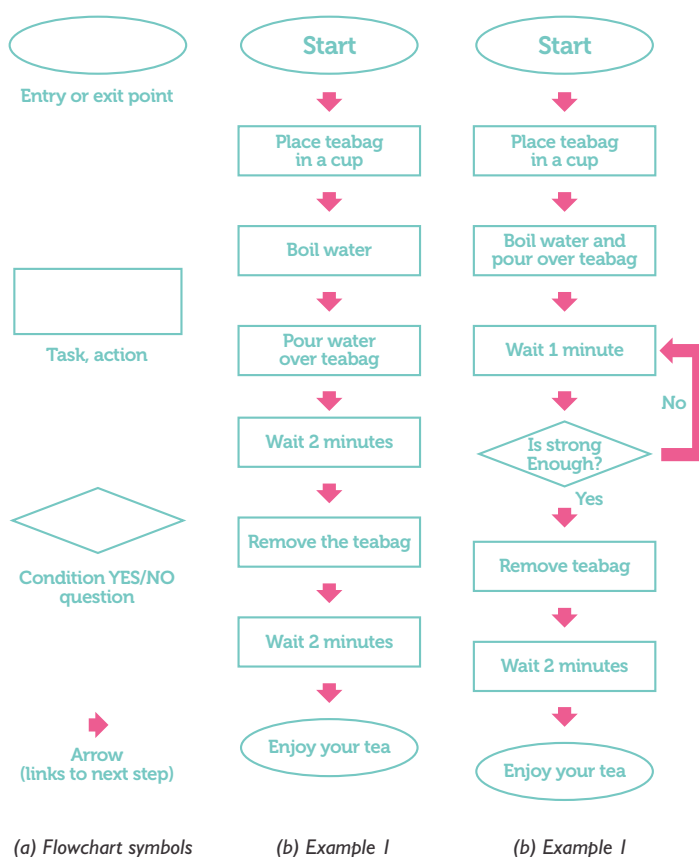 Entry or exit point
Task, action
Condition YES/NO
question
Arrow
(links to next step)
(a) Flowchart symbols
Start
Place teabag
in a cup
Boil water
Pour water
over teabag
Wait 2 minutes
Remove the teabag
Wait 2 minutes
Enjoy your tea
(b) Example 1
Start
Place teabag
in a cup
Boil water and
pour over teabag
Wait 1 minute
No
Is strong
Enough?
Yes
Remove teabag
Wait 2 minutes
Enjoy your tea
(b) Example 1